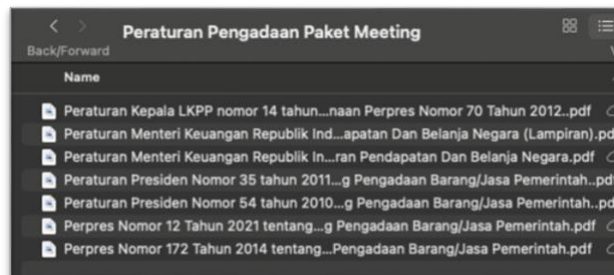 Peraturan Pengadaan Paket Meeting
Back/Forward
Name
Peraturan Kepala LKPP nomor 14 tahun...naan Perpres Nomor 70 Tahun 2012..pdf
Peraturan Menteri Keuangan Republik Ind...apatan Dan Belanja Negara (Lampiran).pd
Peraturan Menteri Keuangan Republik In...ran Pendapatan Dan Belanja Negara.pdf
Peraturan Presiden Nomor 35 tahun 2011...g Pengadaan Barang/Jasa Pemerintah..pdf
Peraturan Presiden Nomor 54 tahun 2010...g Pengadaan Barang/Jasa Pemerintah..pd
Perpres Nomor 12 Tahun 2021 tentang...g Pengadaan Barang/Jasa Pemerintah.pdf
Perpres Nomor 172 Tahun 2014 tentang...Pengadaan Barang/Jasa Pemerintah.pdf